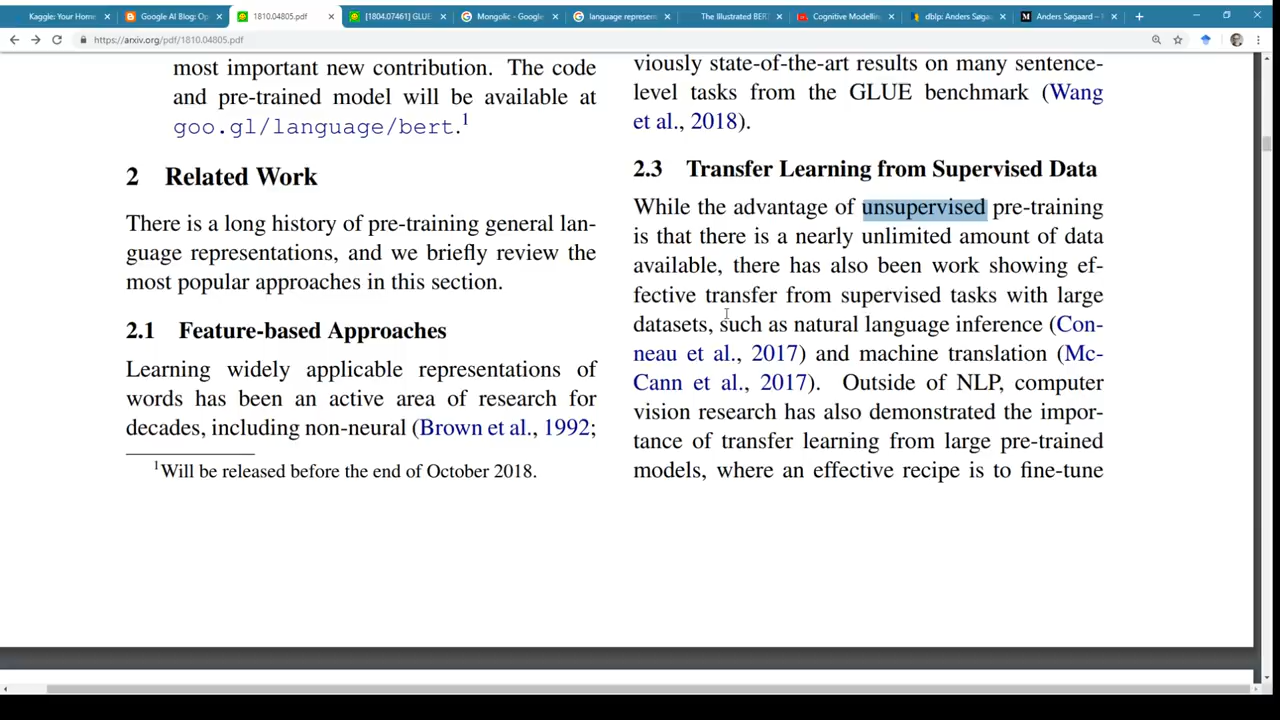 Kaggle: Your Home
Google AI Blog: Op
1810.04805.pdf
[1804.07461] GLUE
Mongolic - Google
language represen
The Illustrated BER
Cognitive Modellin
dblp: Anders Søgaa
Anders Søgaard –
https://arxiv.org/pdf/1810.04805.pdf
most important new contribution. The code
and pre-trained model will be available at
goo.gl/language/bert.1
2 Related Work
There is a long history of pre-training general lan-
guage representations, and we briefly review the
most popular approaches in this section.
2.1 Feature-based Approaches
Learning widely applicable representations of
words has been an active area of research for
decades, including non-neural (Brown et al., 1992;
1Will be released before the end of October 2018.
viously state-of-the-art results on many sentence-
level tasks from the GLUE benchmark (Wang
et al., 2018).
2.3 Transfer Learning from Supervised Data
While the advantage of unsupervised pre-training
is that there is a nearly unlimited amount of data
available, there has also been work showing ef-
fective transfer from supervised tasks with large
datasets, such as natural language inference (Con-
neau et al., 2017) and machine translation (Mc-
Cann et al., 2017). Outside of NLP, computer
vision research has also demonstrated the impor-
tance of transfer learning from large pre-trained
models, where an effective recipe is to fine-tune